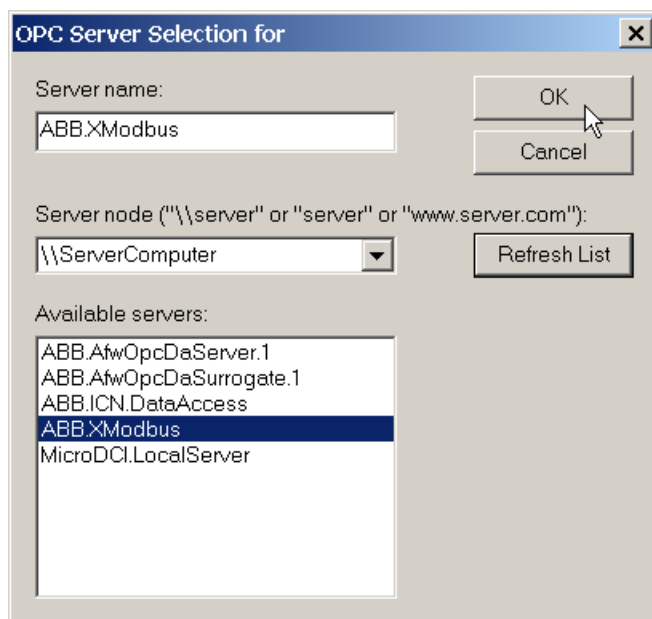 OPC Server Selection for
Server name:
ABB.XModbus
OK
Cancel
Server node ("\\server" or "server" or "www.server.com"):
\\ServerComputer
Refresh List
Available servers:
ABB.AfwOpcDaServer.1
ABB.AfwOpcDaSurrogate.1
ABB.ICN.DataAccess
ABB.XModbus
MicroDCI.LocalServer